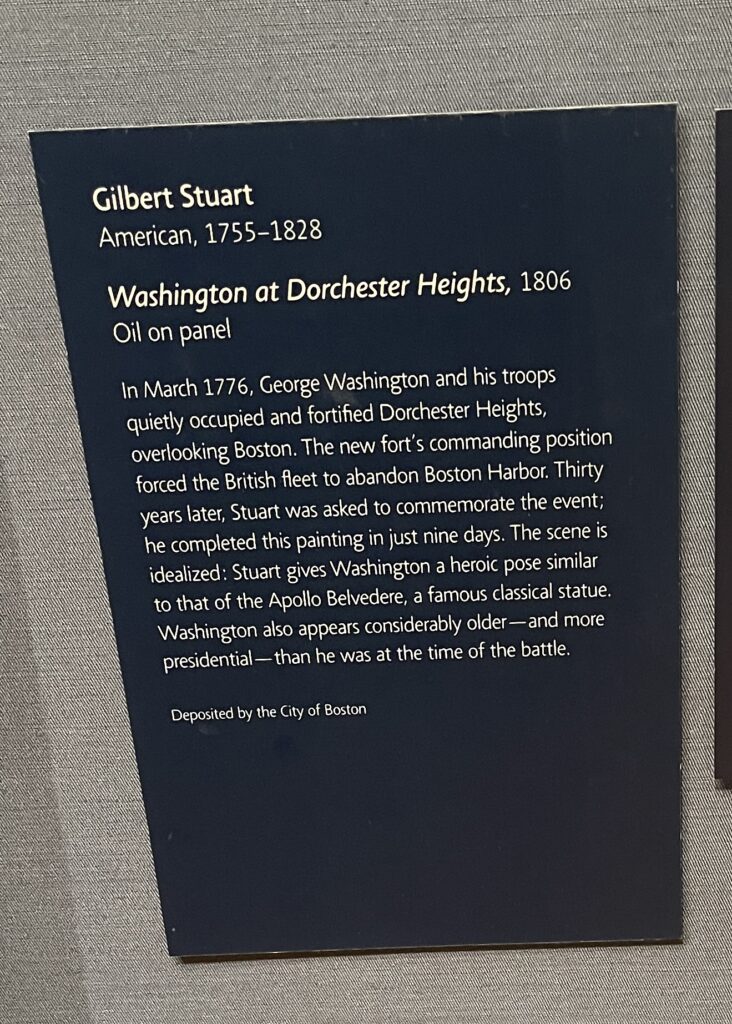 Gilbert Stuart
American, 1755–1828
Washington at Dorchester Heights, 1806
Oil on panel
In March 1776, George Washington and his troops
quietly occupied and fortified Dorchester Heights,
overlooking Boston. The new fort's commanding position
forced the British fleet to abandon Boston Harbor. Thirty
years later, Stuart was asked to commemorate the event;
he completed this painting in just nine days. The scene is
idealized: Stuart gives Washington a heroic pose similar
to that of the Apollo Belvedere, a famous classical statue.
Washington also appears considerably older—and more
presidential—than he was at the time of the battle.
Deposited by the City of Boston